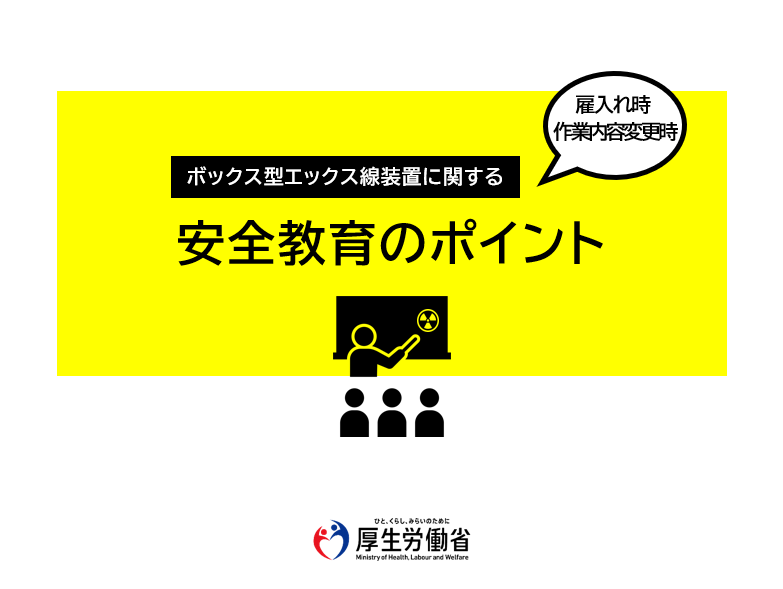 雇入れ時
作業内容変更時
ボックス型エックス線装置に関する
安全教育のポイント
ひと、くらし、みらいのために
厚生労働省
Ministry of Health, Labour and Welfare